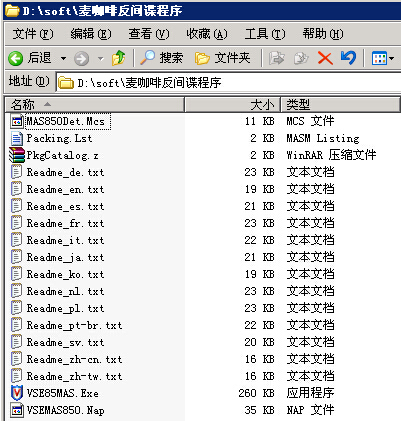 D:\soft\麦咖啡反间谍程序
文件(F) 编辑(E) 查看(V) 收藏(A) 工具(T) 帮助(H)
后退 搜索 文件夹
地址(D) D:\soft\麦咖啡反间谍程序
名称 大小 类型
MAS850Det.Mcs 11 KB MCS 文件
Packing.Lst 2 KB MASM Listing
PkgCatalog.z 2 KB WinRAR 压缩文件
Readme_de.txt 23 KB 文本文档
Readme_en.txt 19 KB 文本文档
Readme_es.txt 21 KB 文本文档
Readme_fr.txt 23 KB 文本文档
Readme_it.txt 22 KB 文本文档
Readme_ja.txt 21 KB 文本文档
Readme_ko.txt 19 KB 文本文档
Readme_nl.txt 23 KB 文本文档
Readme_pl.txt 23 KB 文本文档
Readme_pt-br.txt 22 KB 文本文档
Readme_sv.txt 20 KB 文本文档
Readme_zh-cn.txt 16 KB 文本文档
Readme_zh-tw.txt 16 KB 文本文档
VSE85MAS.Exe 260 KB 应用程序
VSEMAS850.Nap 35 KB NAP 文件